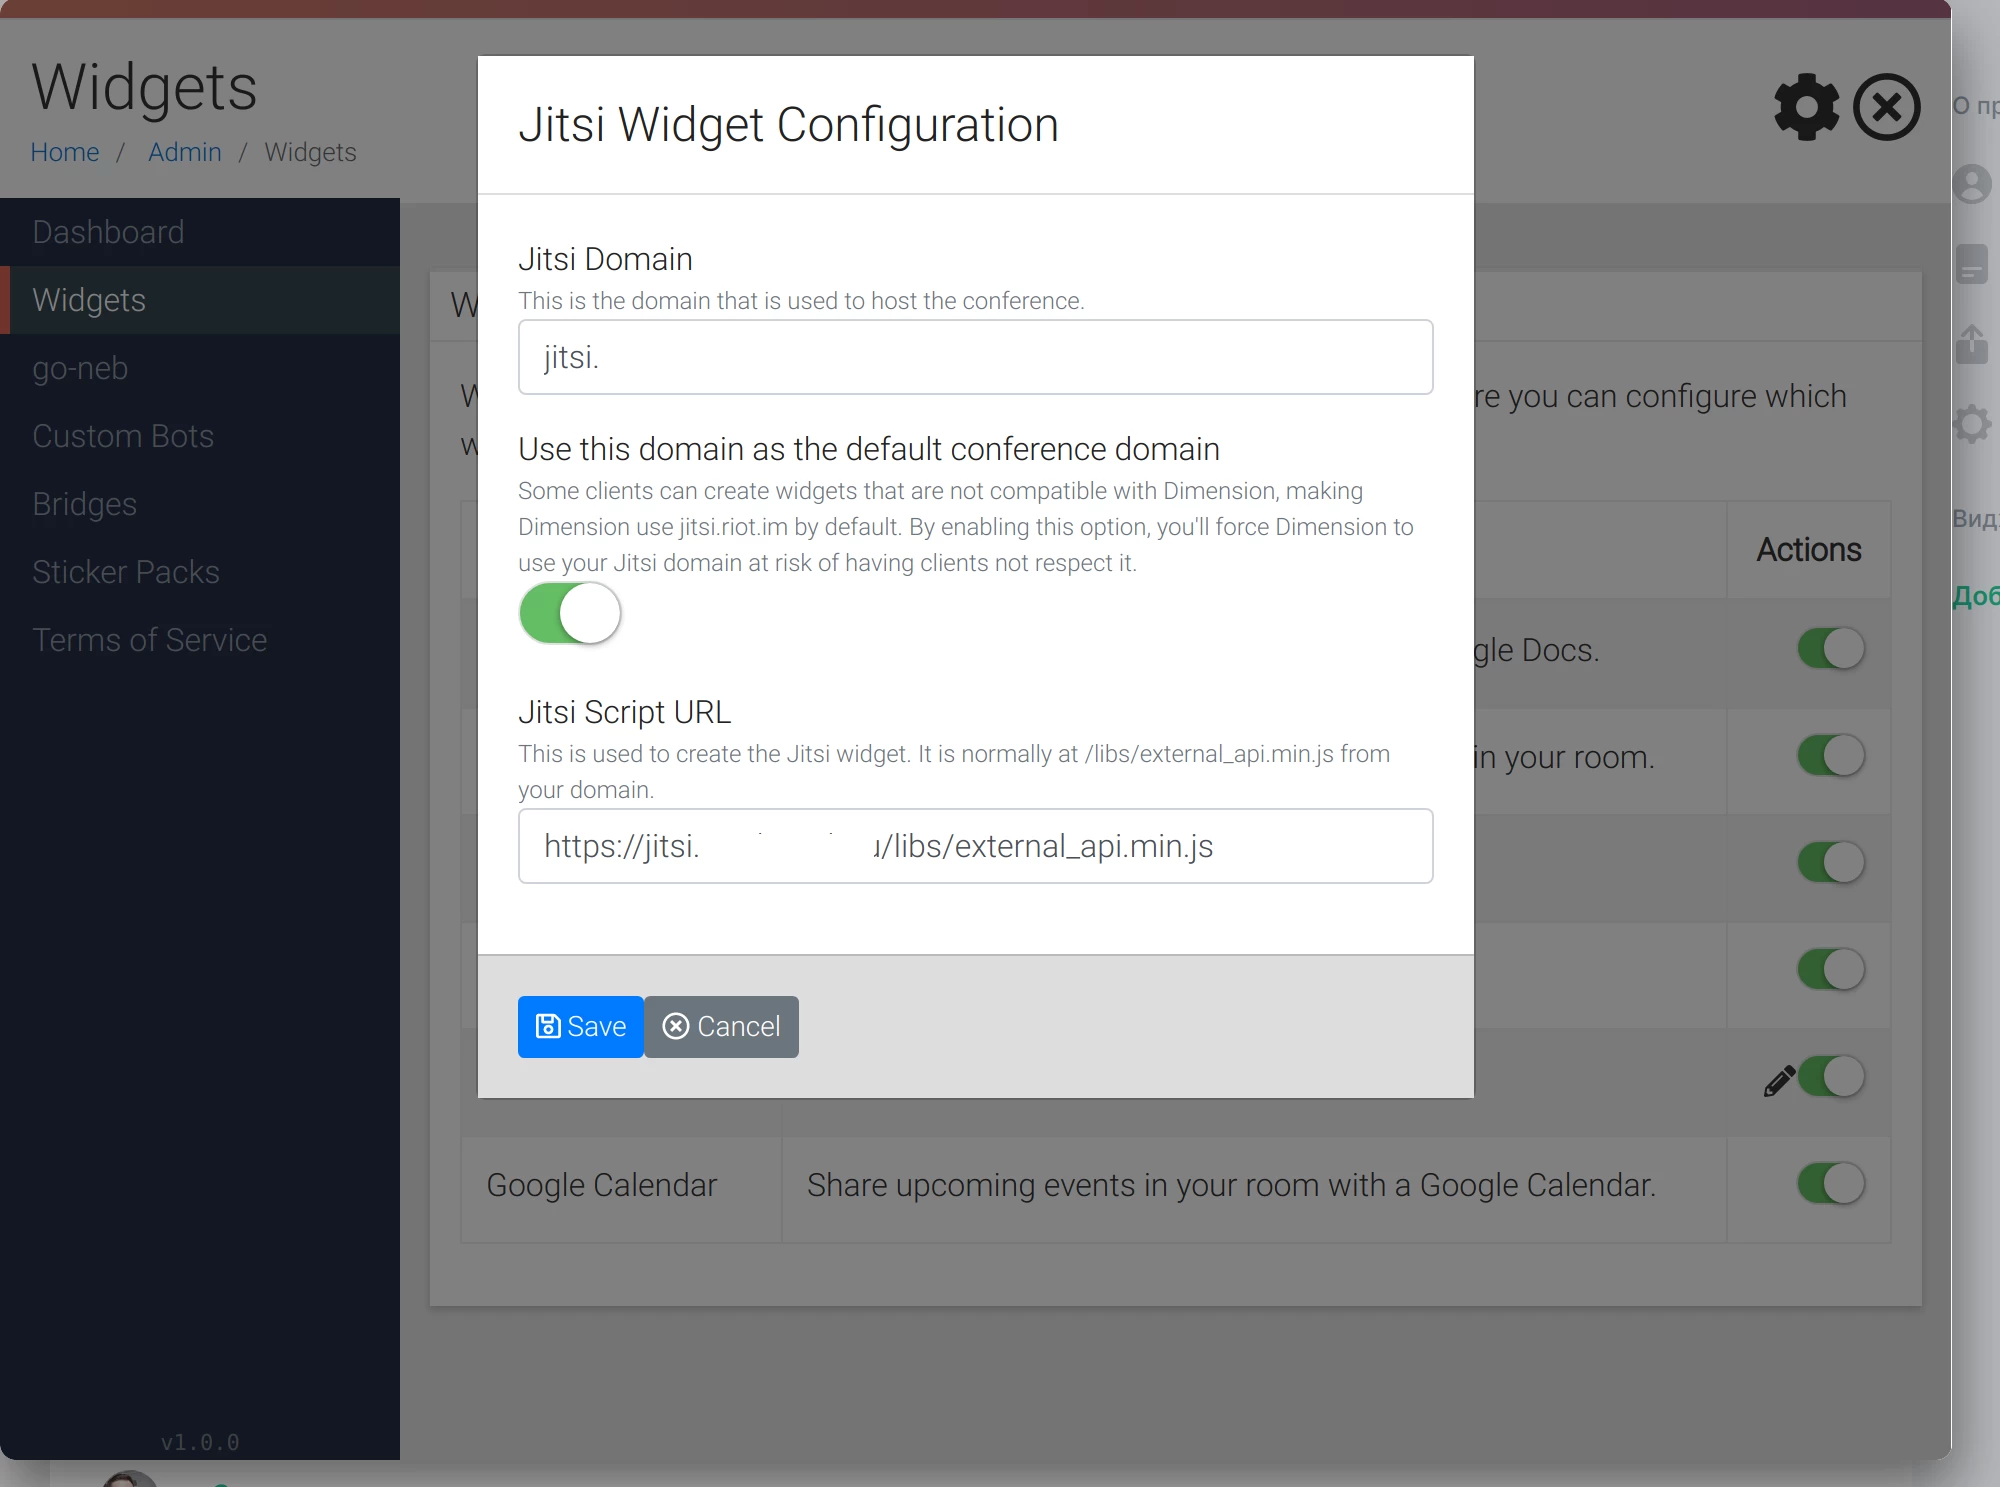 Widgets
Home / Admin / Widgets
Dashboard
Widgets
go-neb
Custom Bots
Bridges
Sticker Packs
Terms of Service
v1.0.0
Jitsi Widget Configuration
Jitsi Domain
This is the domain that is used to host the conference.
jitsi.
Use this domain as the default conference domain
Some clients can create widgets that are not compatible with Dimension, making
Dimension use jitsi.riot.im by default. By enabling this option, you'll force Dimension to
use your Jitsi domain at risk of having clients not respect it.
Jitsi Script URL
This is used to create the Jitsi widget. It is normally at /libs/external_api.min.js from
your domain.
https://jitsi. /libs/external_api.min.js
Save
Cancel
re you can configure which
Actions
gle Docs.
in your room.
Google Calendar
Share upcoming events in your room with a Google Calendar.
О пр
Вид
Доб